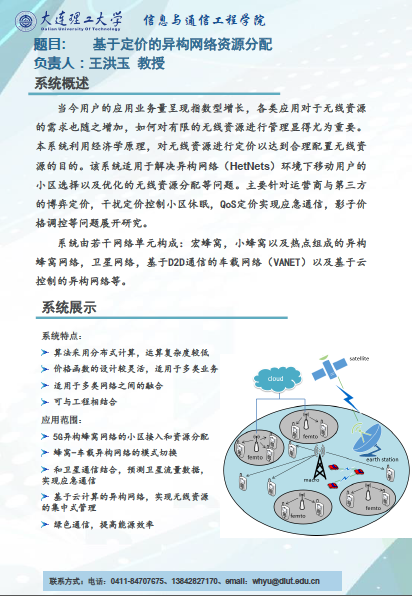 大连理工大学 信息与通信工程学院
Dalian University Of Technology
题目： 基于定价的异构网络资源分配
负责人：王洪玉 教授
系统概述
当今用户的应用业务量呈现指数型增长，各类应用对于无线资源
的需求也随之增加，如何对有限的无线资源进行管理显得尤为重要。
本系统利用经济学原理，对无线资源进行定价以达到合理配置无线资
源的目的。该系统适用于解决异构网络（HetNets）环境下移动用户的
小区选择以及优化的无线资源分配等问题。主要针对运营商与第三方
的博弈定价，干扰定价控制小区休眠，QoS定价实现应急通信，影子价
格调控等问题展开研究。
系统由若干网络单元构成：宏蜂窝，小蜂窝以及热点组成的异构
蜂窝网络，卫星网络，基于D2D通信的车载网络（VANET）以及基于云
控制的异构网络等。
系统展示
系统特点：
算法采用分布式计算，运算复杂度较低
价格函数的设计较灵活，适用于多类业务
适用于多类网络之间的融合
可与工程相结合
应用范围：
5G异构蜂窝网络的小区接入和资源分配
蜂窝-车载异构网络的模式切换
和卫星通信结合，预测卫星流量数据，
实现应急通信
基于云计算的异构网络，实现无线资源
的集中式管理
绿色通信，提高能源效率
satellite
cloud
femto
femto
earth station
macro
femto
femto
联系方式：电话：0411-84707675、13842827170、email：whyu@dlut.edu.cn